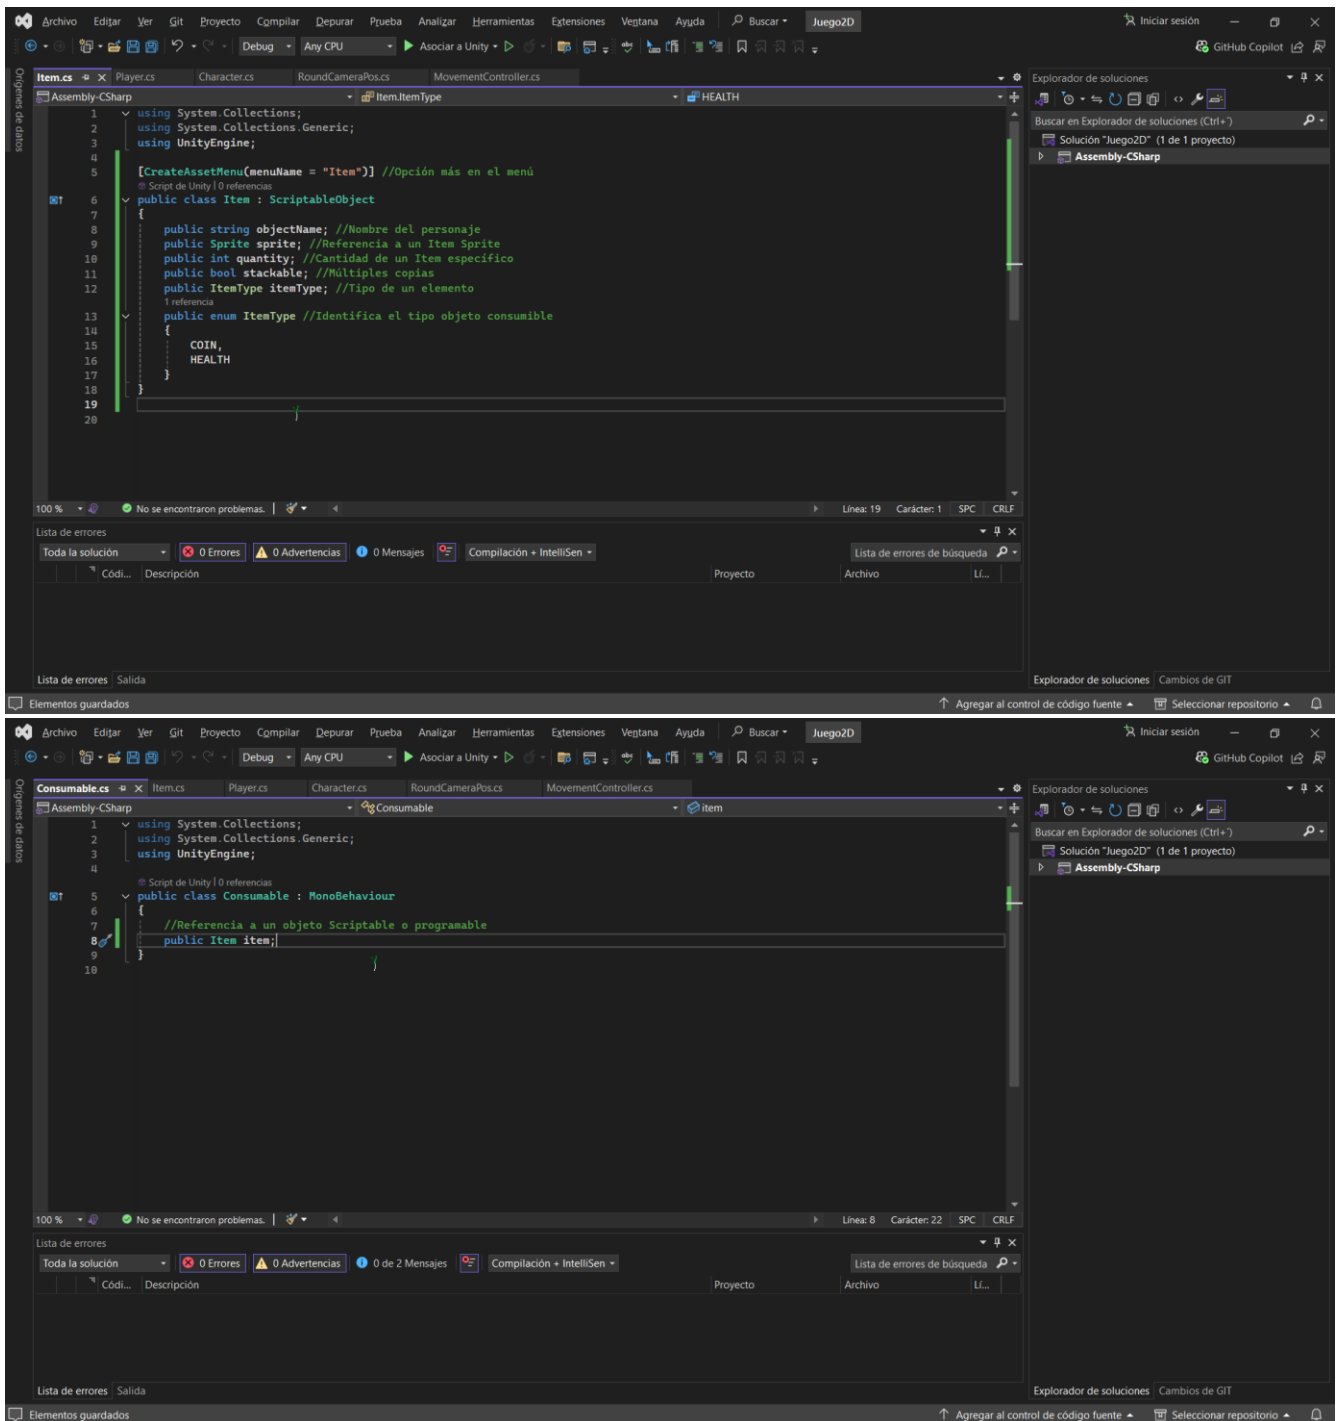 Archivo Editar Ver Git Proyecto Compilar Depurar Prueba Analizar Herramientas Extensiones Ventana Ayuda Buscar Juego2D Iniciar sesión
Debug Any CPU Asociar a Unity GitHub Copilot
Orígenes de datos
Item.cs Player.cs Character.cs RoundCameraPos.cs MovementController.cs
Assembly-CSharp Item.ItemType HEALTH
1 using System.Collections;
2 using System.Collections.Generic;
3 using UnityEngine;
4
5 [CreateAssetMenu(menuName = "Item")] //Opción más en el menú
Script de Unity | 0 referencias
6 public class Item : ScriptableObject
7 {
8 public string objectName; //Nombre del personaje
9 public Sprite sprite; //Referencia a un Item Sprite
10 public int quantity; //Cantidad de un Item específico
11 public bool stackable; //Múltiples copias
12 public ItemType itemType; //Tipo de un elemento
1 referencia
13 public enum ItemType //Identifica el tipo objeto consumible
14 {
15 COIN,
16 HEALTH
17 }
18 }
19
20
100 % No se encontraron problemas. Línea: 19 Carácter: 1 SPC CRLF
Explorador de soluciones
Buscar en Explorador de soluciones (Ctrl+´)
Solución "Juego2D" (1 de 1 proyecto)
Assembly-CSharp
Lista de errores
Toda la solución 0 Errores 0 Advertencias 0 Mensajes Compilación + IntelliSen Lista de errores de búsqueda
Códi... Descripción Proyecto Archivo Lí...
Lista de errores Salida
Explorador de soluciones Cambios de GIT
Elementos guardados Agregar al control de código fuente Seleccionar repositorio
Archivo Editar Ver Git Proyecto Compilar Depurar Prueba Analizar Herramientas Extensiones Ventana Ayuda Buscar Juego2D Iniciar sesión
Debug Any CPU Asociar a Unity GitHub Copilot
Orígenes de datos
Consumable.cs Item.cs Player.cs Character.cs RoundCameraPos.cs MovementController.cs
Assembly-CSharp Consumable item
1 using System.Collections;
2 using System.Collections.Generic;
3 using UnityEngine;
4
Script de Unity | 0 referencias
5 public class Consumable : MonoBehaviour
6 {
7 //Referencia a un objeto Scriptable o programable
8 public Item item;
9 }
10
100 % No se encontraron problemas. Línea: 8 Carácter: 22 SPC CRLF
Explorador de soluciones
Buscar en Explorador de soluciones (Ctrl+´)
Solución "Juego2D" (1 de 1 proyecto)
Assembly-CSharp
Lista de errores
Toda la solución 0 Errores 0 Advertencias 0 de 2 Mensajes Compilación + IntelliSen Lista de errores de búsqueda
Códi... Descripción Proyecto Archivo Lí...
Lista de errores Salida
Explorador de soluciones Cambios de GIT
Elementos guardados Agregar al control de código fuente Seleccionar repositorio